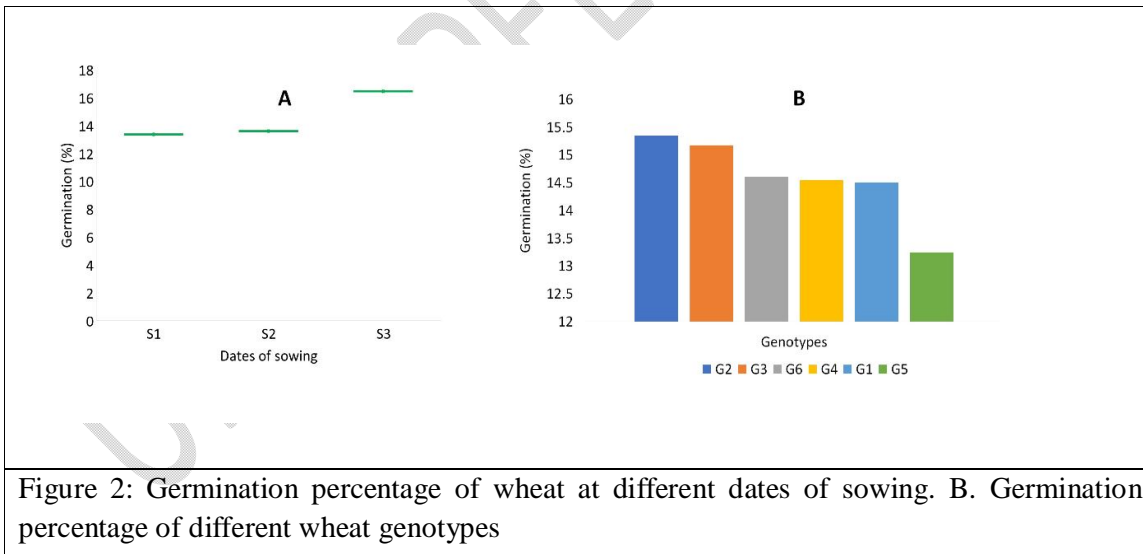 A
18
16
14
12
10
8
6
4
2
0
Germination (%)
S1 S2 S3
Dates of sowing
B
16
15.5
15
14.5
14
13.5
13
12.5
12
Germination (%)
Genotypes
G2 G3 G6 G4 G1 G5
Figure 2: Germination percentage of wheat at different dates of sowing. B. Germination
percentage of different wheat genotypes